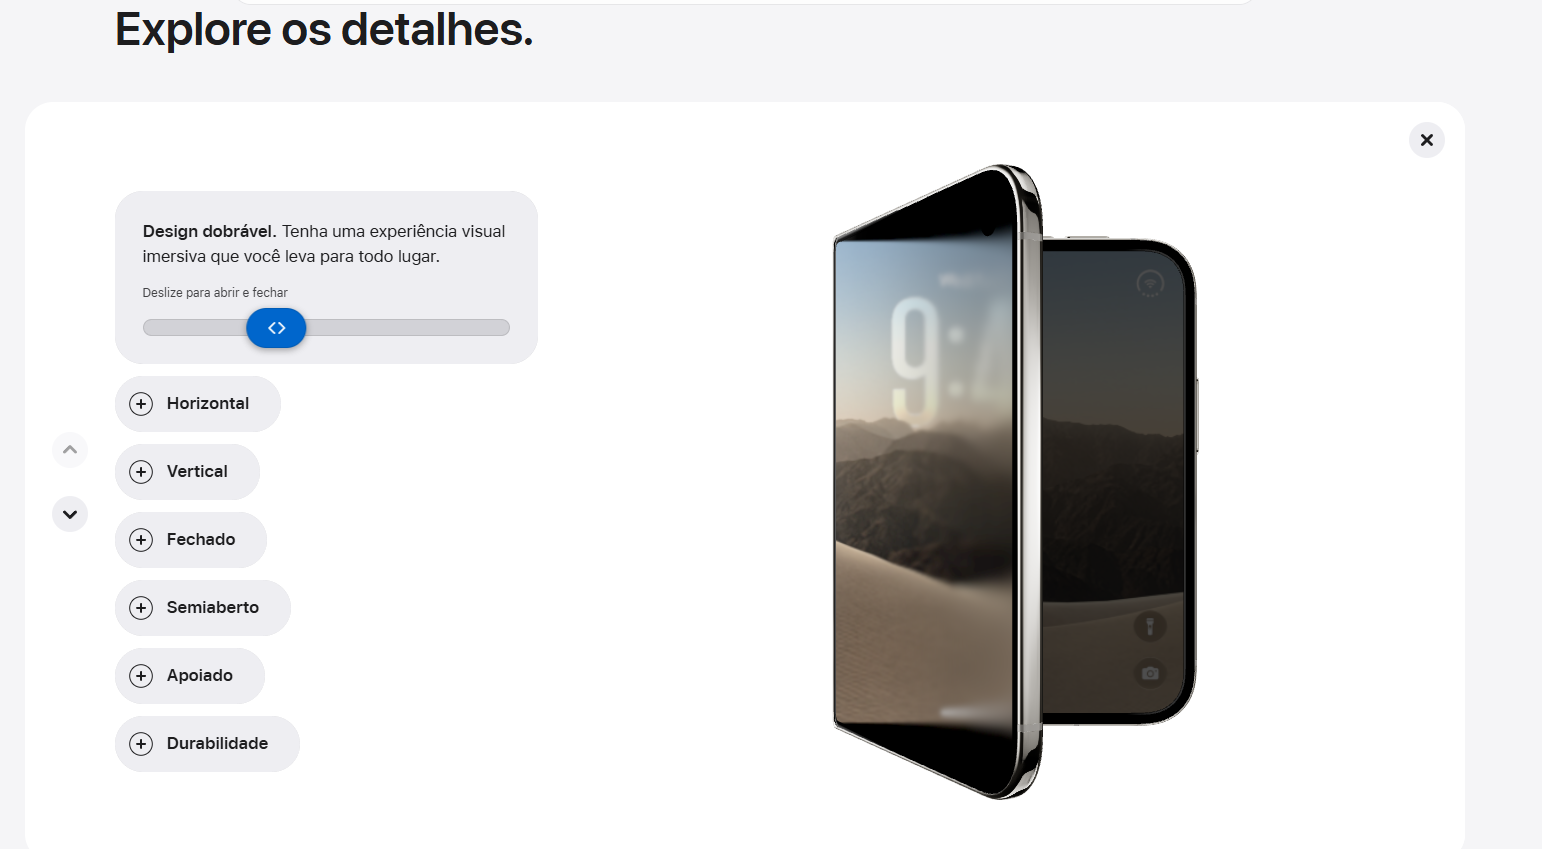 Explore os detalhes.
Design dobrável. Tenha uma experiência visual
imersiva que você leva para todo lugar.
Deslize para abrir e fechar
Horizontal
Vertical
Fechado
Semiaberto
Apoiado
Durabilidade
9:4